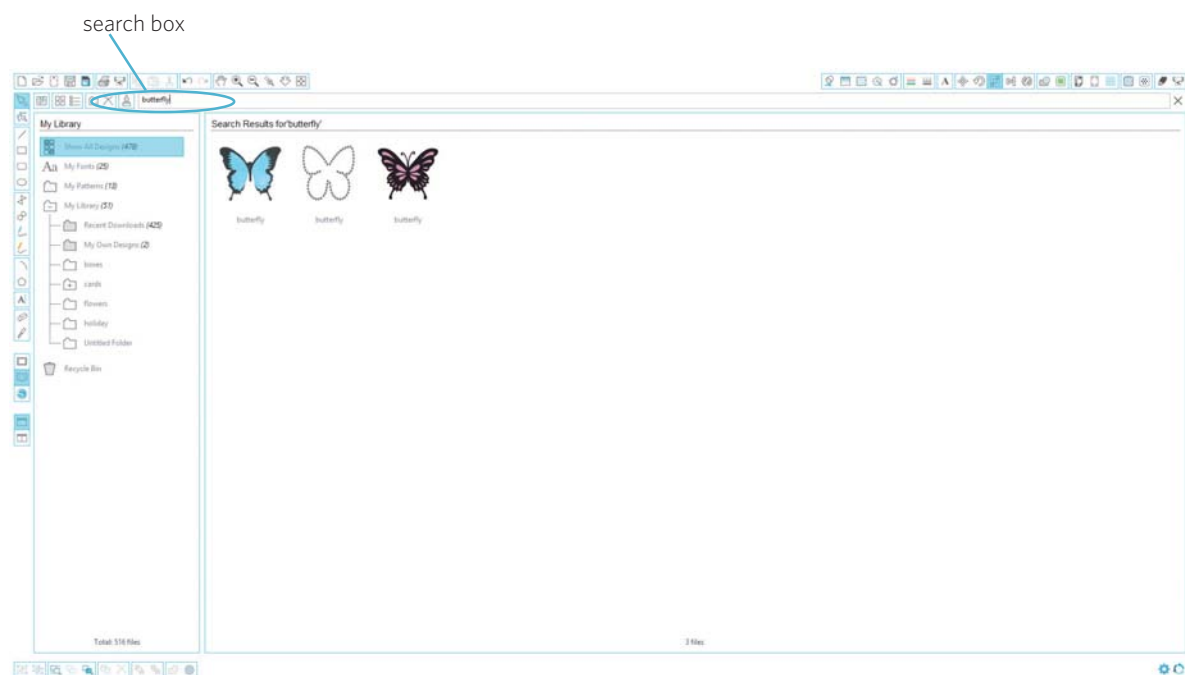 search box
butterfly
My Library
Search Results for'butterfly'
Show All Designs (478)
My Fonts (25)
My Patterns (13)
My Library (51)
Recent Downloads (425)
My Own Designs (2)
boxes
cards
flowers
holiday
Untitled Folder
Recycle Bin
butterfly
butterfly
butterfly
Total: 516 files
3 files